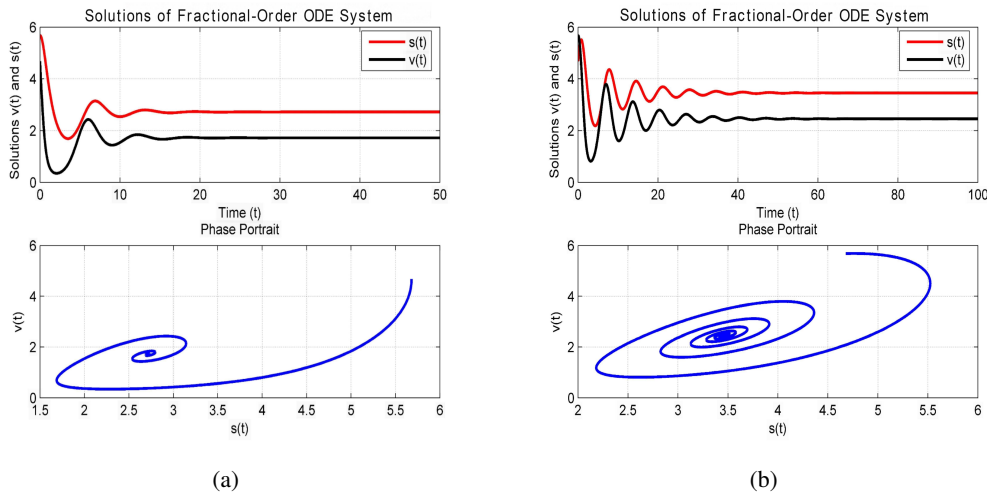 Solutions of Fractional-Order ODE System
Solutions v(t) and s(t)
6
4
2
0
s(t)
v(t)
0 10 20 30 40 50
Time (t)
Phase Portrait
v(t)
6
4
2
0
1.5 2 2.5 3 3.5 4 4.5 5 5.5 6
s(t)
(a)
Solutions of Fractional-Order ODE System
Solutions v(t) and s(t)
6
4
2
0
s(t)
v(t)
0 20 40 60 80 100
Time (t)
Phase Portrait
v(t)
6
4
2
0
2 2.5 3 3.5 4 4.5 5 5.5 6
s(t)
(b)